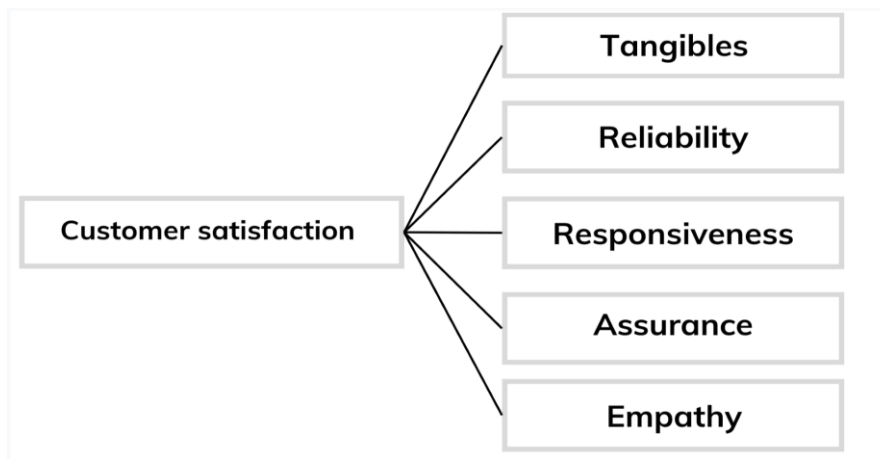 Tangibles
Reliability
Customer satisfaction
Responsiveness
Assurance
Empathy